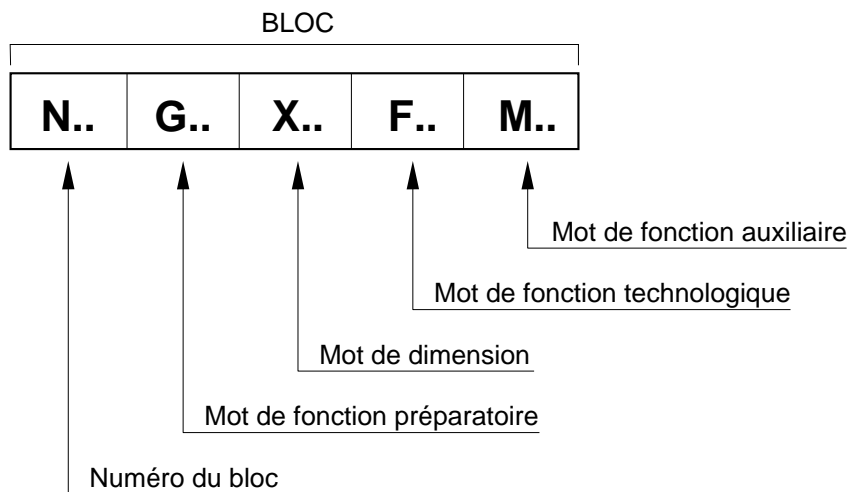 BLOC
N.. G.. X.. F.. M..
Mot de fonction auxiliaire
Mot de fonction technologique
Mot de dimension
Mot de fonction préparatoire
Numéro du bloc